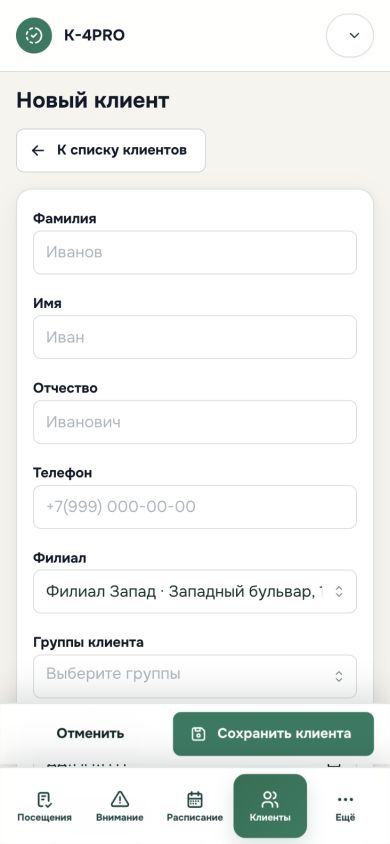 K-4PRO
Новый клиент
К списку клиентов
Фамилия
Иванов
Имя
Иван
Отчество
Иванович
Телефон
+7(999) 000-00-00
Филиал
Филиал Запад · Западный бульвар,
Группы клиента
Выберите группы
Отменить
Сохранить клиента
Посещения
Внимание
Расписание
Клиенты
Ещё